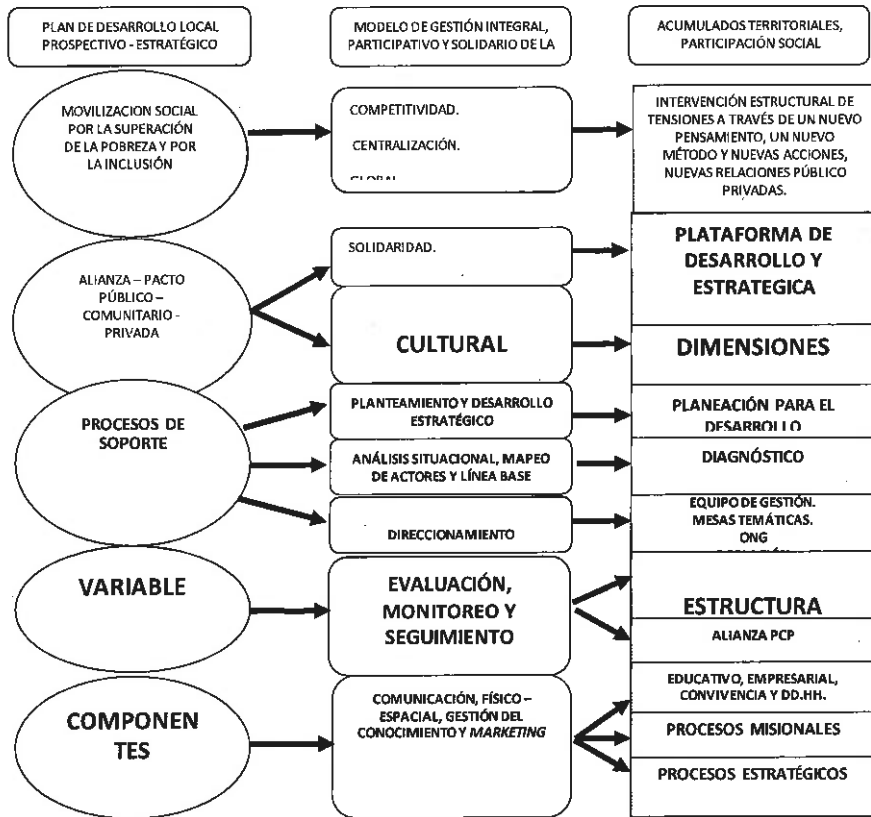 PLAN DE DESARROLLO LOCAL
PROSPECTIVO - ESTRATÉGICO
MODELO DE GESTIÓN INTEGRAL,
PARTICIPATIVO Y SOLIDARIO DE LA
ACUMULADOS TERRITORIALES,
PARTICIPACIÓN SOCIAL
MOVILIZACION SOCIAL
POR LA SUPERACIÓN
DE LA POBREZA Y POR
LA INCLUSIÓN
COMPETITIVIDAD.
CENTRALIZACIÓN.
GLOBAL
INTERVENCIÓN ESTRUCTURAL DE
TENSIONES A TRAVÉS DE UN NUEVO
PENSAMIENTO, UN NUEVO
MÉTODO Y NUEVAS ACCIONES,
NUEVAS RELACIONES PÚBLICO
PRIVADAS.
ALIANZA – PACTO
PÚBLICO –
COMUNITARIO -
PRIVADA
SOLIDARIDAD.
CULTURAL
PLATAFORMA DE
DESARROLLO Y
ESTRATEGICA
DIMENSIONES
PROCESOS DE
SOPORTE
PLANTEAMIENTO Y DESARROLLO
ESTRATÉGICO
ANÁLISIS SITUACIONAL, MAPEO
DE ACTORES Y LÍNEA BASE
DIRECCIONAMIENTO
PLANEACIÓN PARA EL
DESARROLLO
DIAGNÓSTICO
EQUIPO DE GESTIÓN.
MESAS TEMÁTICAS.
ONG
VARIABLE
EVALUACIÓN,
MONITOREO Y
SEGUIMIENTO
ESTRUCTURA
ALIANZA PCP
COMPONEN
TES
COMUNICACIÓN, FÍSICO –
ESPACIAL, GESTIÓN DEL
CONOCIMIENTO Y MARKETING
EDUCATIVO, EMPRESARIAL,
CONVIVENCIA Y DD.HH.
PROCESOS MISIONALES
PROCESOS ESTRATÉGICOS